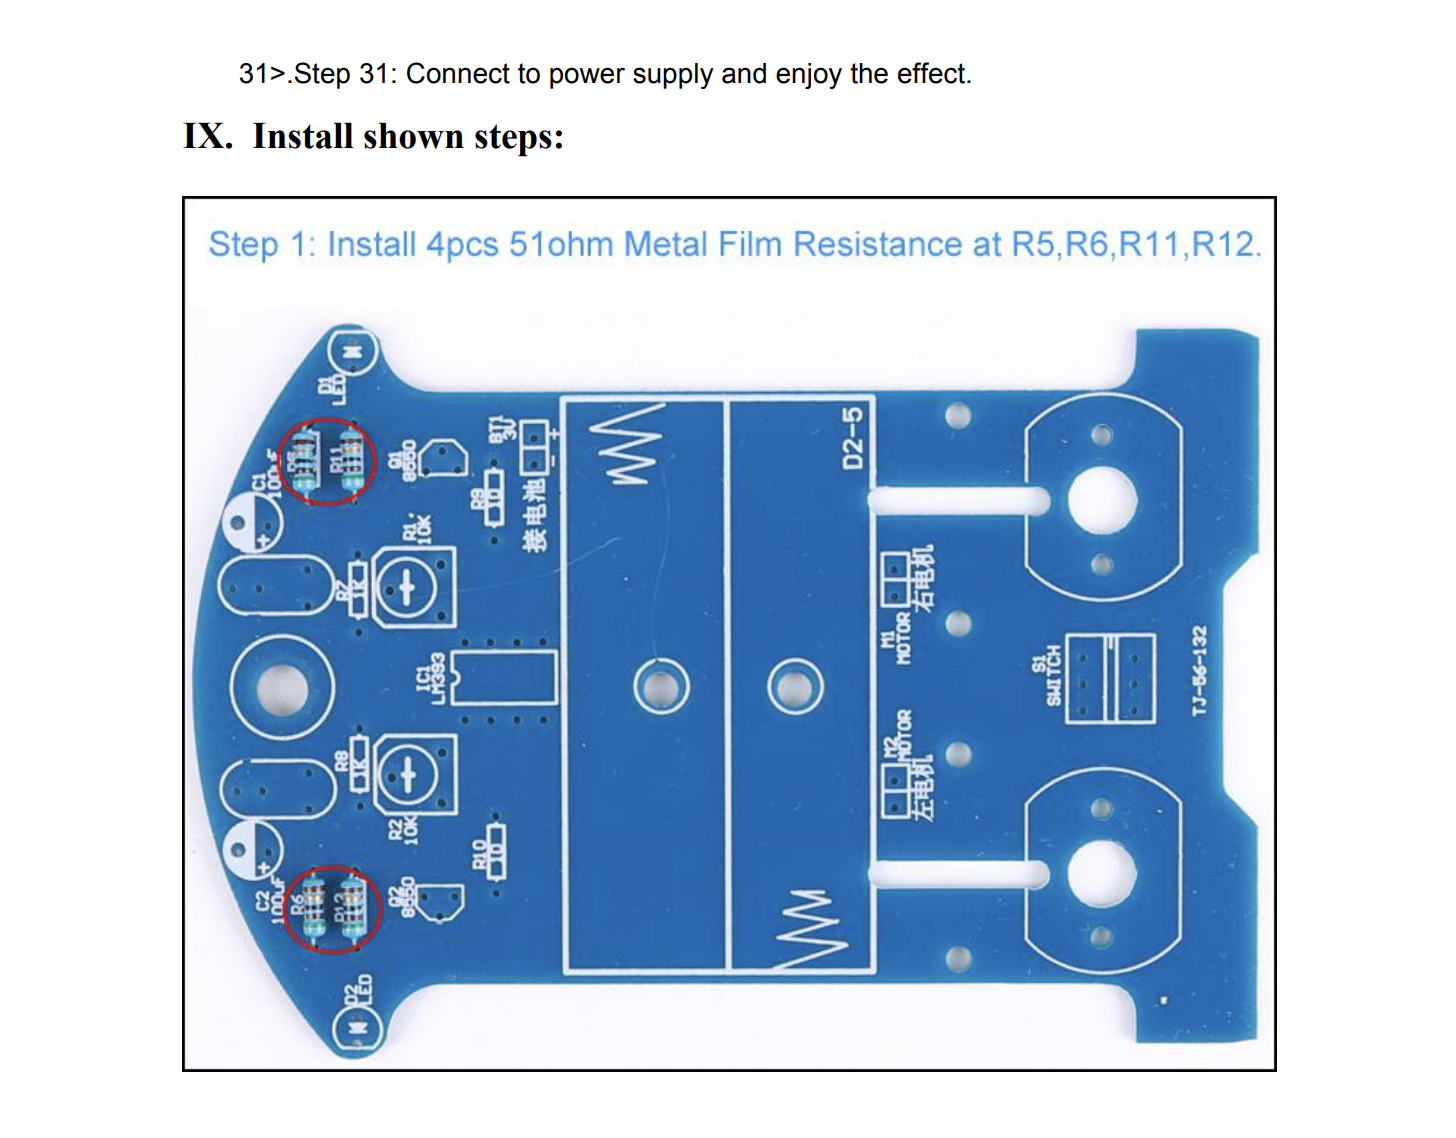 31>.Step 31: Connect to power supply and enjoy the effect.
IX. Install shown steps:
Step 1: Install 4pcs 51ohm Metal Film Resistance at R5,R6,R11,R12.
D1
LED
R11
C1
100uF
Q1
8550
BT1
3V
+
-
接电池
R9
10
R1
10K
R7
1K
D2-5
右电机
M1
MOTOR
IC1
LM393
S1
SWITCH
TJ-56-132
R8
1K
R2
10K
M2
MOTOR
左电机
R10
10
C2
100uF
R6
R12
Q2
8550
D2
LED